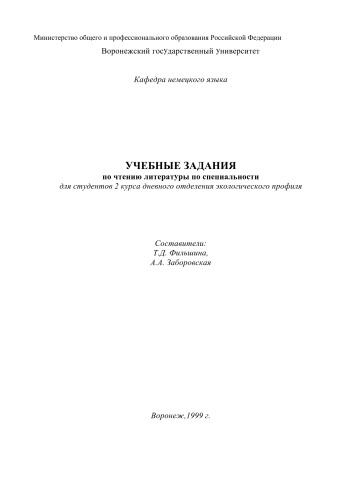 Министерство общего и профессионального образования Российской Федерации
Воронежский государственный университет
Кафедра немецкого языка
УЧЕБНЫЕ ЗАДАНИЯ
по чтению литературы по специальности
для студентов 2 курса дневного отделения экологического профиля
Составители:
Т.Д. Фильшина,
А.А. Заборовская
Воронеж,1999 г.